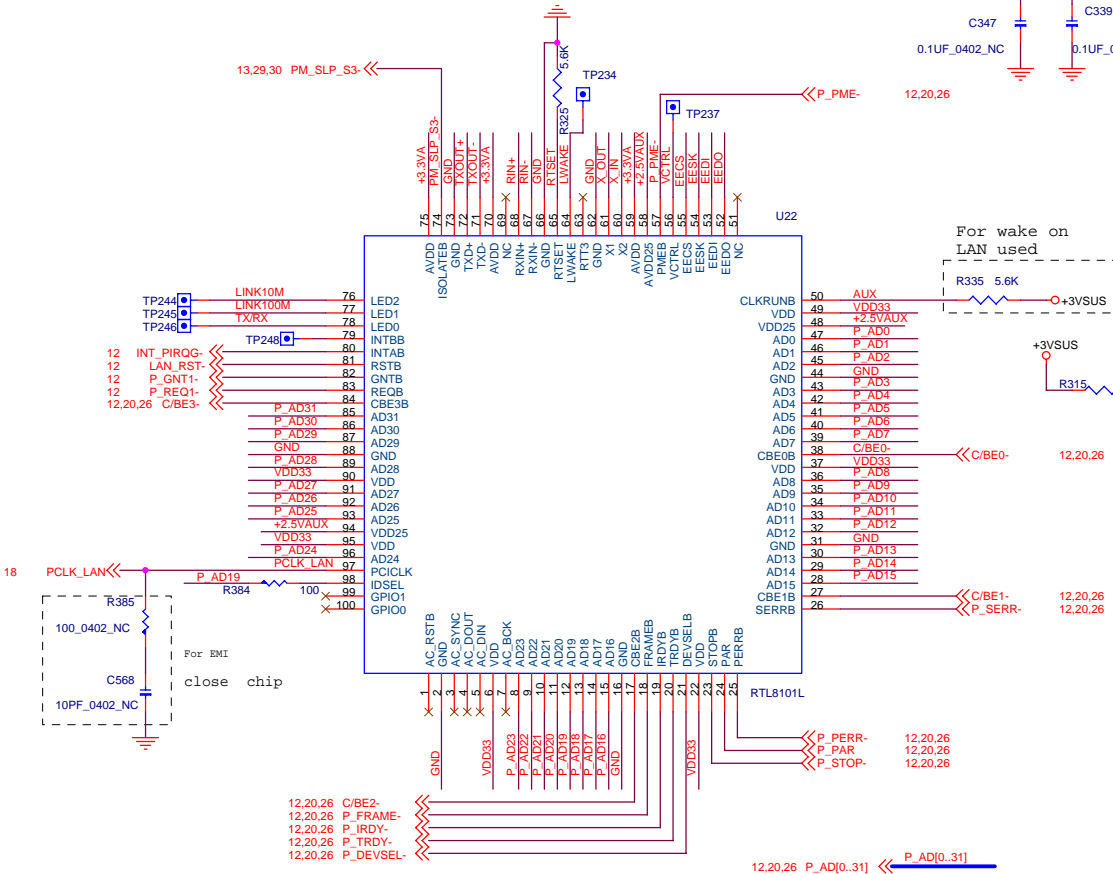 C347
0.1UF_0402_NC
C339
13,29,30 PM_SLP_S3-
5.6K
R325
TP234
TP237
P_PME- 12,20,26
+3.3VA
PM_SLP_S3-
GND
TXOUT+
TXOUT-
+3.3VA
RIN+
RIN-
GND
RTSET
LWAKE
GND
X_OUT
X_IN
+3.3VA
+2.5VAUX
P_PME-
VCTRL
EECS
EESK
EEDI
EEDO
75 74 73 72 71 70 69 68 67 66 65 64 63 62 61 60 59 58 57 56 55 54 53 52 51
U22
AVDD
ISOLATEB
GND
TXD+
TXD-
AVDD
NC
RXIN+
RXIN-
GND
RTSET
LWAKE
RTT3
GND
X1
X2
AVDD
AVDD25
PMEB
VCTRL
EECS
EESK
EEDI
EEDO
NC
For wake on
LAN used
R335 5.6K
+3VSUS
+3VSUS
R315
TP244 LINK10M 76 LED2
TP245 LINK100M 77 LED1
TP246 TX/RX 78 LED0
TP248 79 INTBB
12 INT_PIRQG- 80 INTAB
12 LAN_RST- 81 RSTB
12 P_GNT1- 82 GNTB
12 P_REQ1- 83 REQB
12,20,26 C/BE3- 84 CBE3B
P_AD31 85 AD31
P_AD30 86 AD30
P_AD29 87 AD29
GND 88 GND
P_AD28 89 AD28
VDD33 90 VDD
P_AD27 91 AD27
P_AD26 92 AD26
P_AD25 93 AD25
+2.5VAUX 94 VDD25
VDD33 95 VDD
P_AD24 96 AD24
18 PCLK_LAN PCLK_LAN 97 PCICLK
P_AD19 R384 100 98 IDSEL
99 GPIO1
100 GPIO0
CLKRUNB 50 AUX
VDD 49 VDD33
VDD25 48 +2.5VAUX
AD0 47 P_AD0
AD1 46 P_AD1
AD2 45 P_AD2
GND 44 GND
AD3 43 P_AD3
AD4 42 P_AD4
AD5 41 P_AD5
AD6 40 P_AD6
AD7 39 P_AD7
CBE0B 38 C/BE0- C/BE0- 12,20,26
VDD 37 VDD33
AD8 36 P_AD8
AD9 35 P_AD9
AD10 34 P_AD10
AD11 33 P_AD11
AD12 32 P_AD12
GND 31 GND
AD13 30 P_AD13
AD14 29 P_AD14
AD15 28 P_AD15
CBE1B 27 C/BE1- 12,20,26
SERRB 26 P_SERR- 12,20,26
R385
100_0402_NC
For EMI
C568
close chip
10PF_0402_NC
AC_RSTB
GND
AC_SYNC
AC_DOUT
AC_DIN
VDD
AC_BCK
AD23
AD22
AD21
AD20
AD19
AD18
AD17
AD16
GND
CBE2B
FRAMEB
IRDYB
TRDYB
DEVSELB
VDD
STOPB
PAR
PERRB
1 2 3 4 5 6 7 8 9 10 11 12 13 14 15 16 17 18 19 20 21 22 23 24 25
RTL8101L
GND
VDD33
P_AD23
P_AD22
P_AD21
P_AD20
P_AD19
P_AD18
P_AD17
P_AD16
GND
VDD33
P_PERR- 12,20,26
P_PAR 12,20,26
P_STOP- 12,20,26
12,20,26 C/BE2-
12,20,26 P_FRAME-
12,20,26 P_IRDY-
12,20,26 P_TRDY-
12,20,26 P_DEVSEL-
12,20,26 P_AD[0..31] P_AD[0..31]